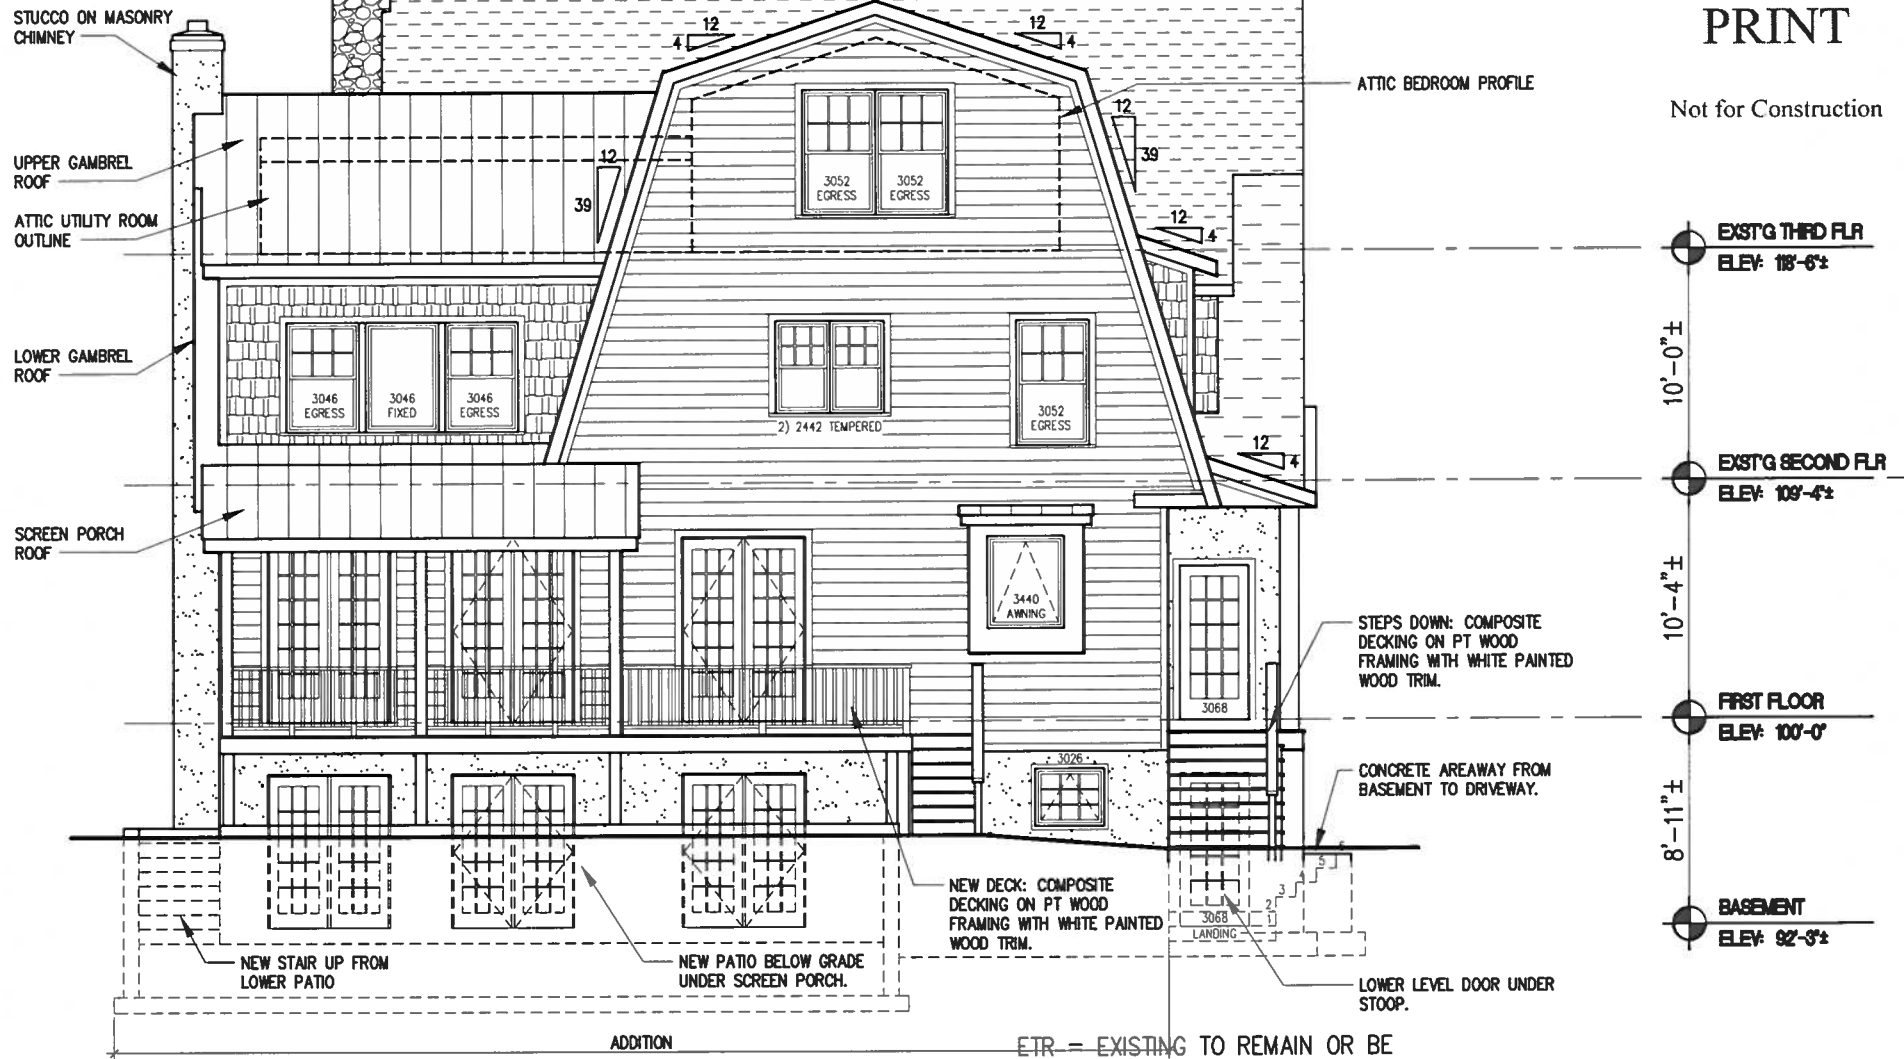 STUCCO ON MASONRY
CHIMNEY
PRINT
Not for Construction
12
4
12
4
ATTIC BEDROOM PROFILE
12
39
UPPER GAMBREL
ROOF
12
39
3052
EGRESS
3052
EGRESS
ATTIC UTILITY ROOM
OUTLINE
12
4
EXST'G THIRD FLR
ELEV: 118'-6"±
10'-0"±
LOWER GAMBREL
ROOF
3046
EGRESS
3046
FIXED
3046
EGRESS
2) 2442 TEMPERED
3052
EGRESS
12
4
EXST'G SECOND FLR
ELEV: 109'-4"±
SCREEN PORCH
ROOF
10'-4"±
3440
AWNING
STEPS DOWN: COMPOSITE
DECKING ON PT WOOD
FRAMING WITH WHITE PAINTED
WOOD TRIM.
3068
FIRST FLOOR
ELEV: 100'-0"
3026
CONCRETE AREAWAY FROM
BASEMENT TO DRIVEWAY.
8'-11"±
6
5
4
3
2
1
NEW DECK: COMPOSITE
DECKING ON PT WOOD
FRAMING WITH WHITE PAINTED
WOOD TRIM.
3068
LANDING
BASEMENT
ELEV: 92'-3"±
NEW STAIR UP FROM
LOWER PATIO
NEW PATIO BELOW GRADE
UNDER SCREEN PORCH.
LOWER LEVEL DOOR UNDER
STOOP.
ADDITION
ETR = EXISTING TO REMAIN OR BE